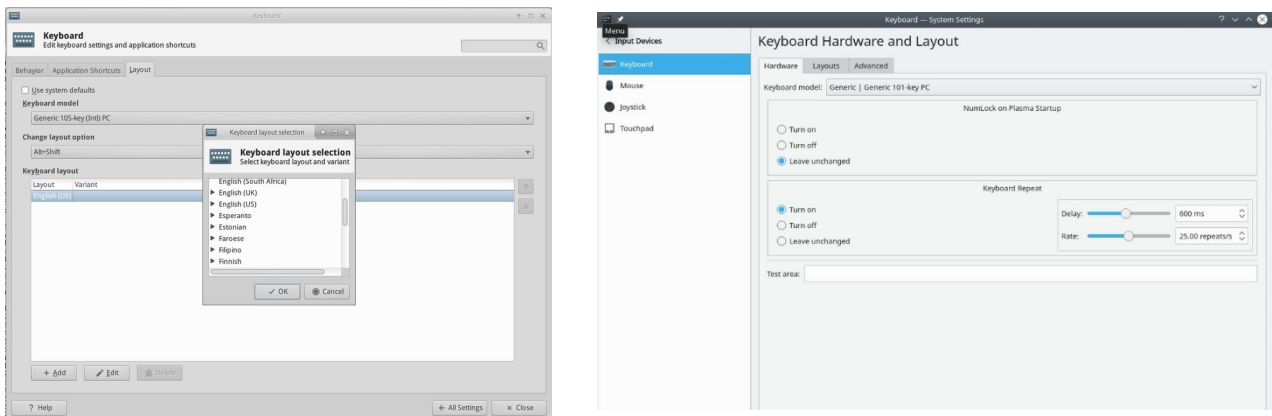 Keyboard
Keyboard
Edit keyboard settings and application shortcuts
Behavior Application Shortcuts Layout
Use system defaults
Keyboard model
Generic 105-key (Intl) PC
Change layout option
Alt+Shift
Keyboard layout
Layout Variant
English (US)
+ Add Edit Delete
? Help
← All Settings
× Close
Keyboard layout selection
Keyboard layout selection
Select keyboard layout and variant
English (South Africa)
English (UK)
English (US)
Esperanto
Estonian
Faroese
Filipino
Finnish
OK Cancel
Keyboard — System Settings
Menu
Input Devices
Keyboard
Mouse
Joystick
Touchpad
Keyboard Hardware and Layout
Hardware Layouts Advanced
Keyboard model: Generic | Generic 101-key PC
NumLock on Plasma Startup
Turn on
Turn off
Leave unchanged
Keyboard Repeat
Turn on
Turn off
Leave unchanged
Delay: 600 ms
Rate: 25.00 repeats/s
Test area: